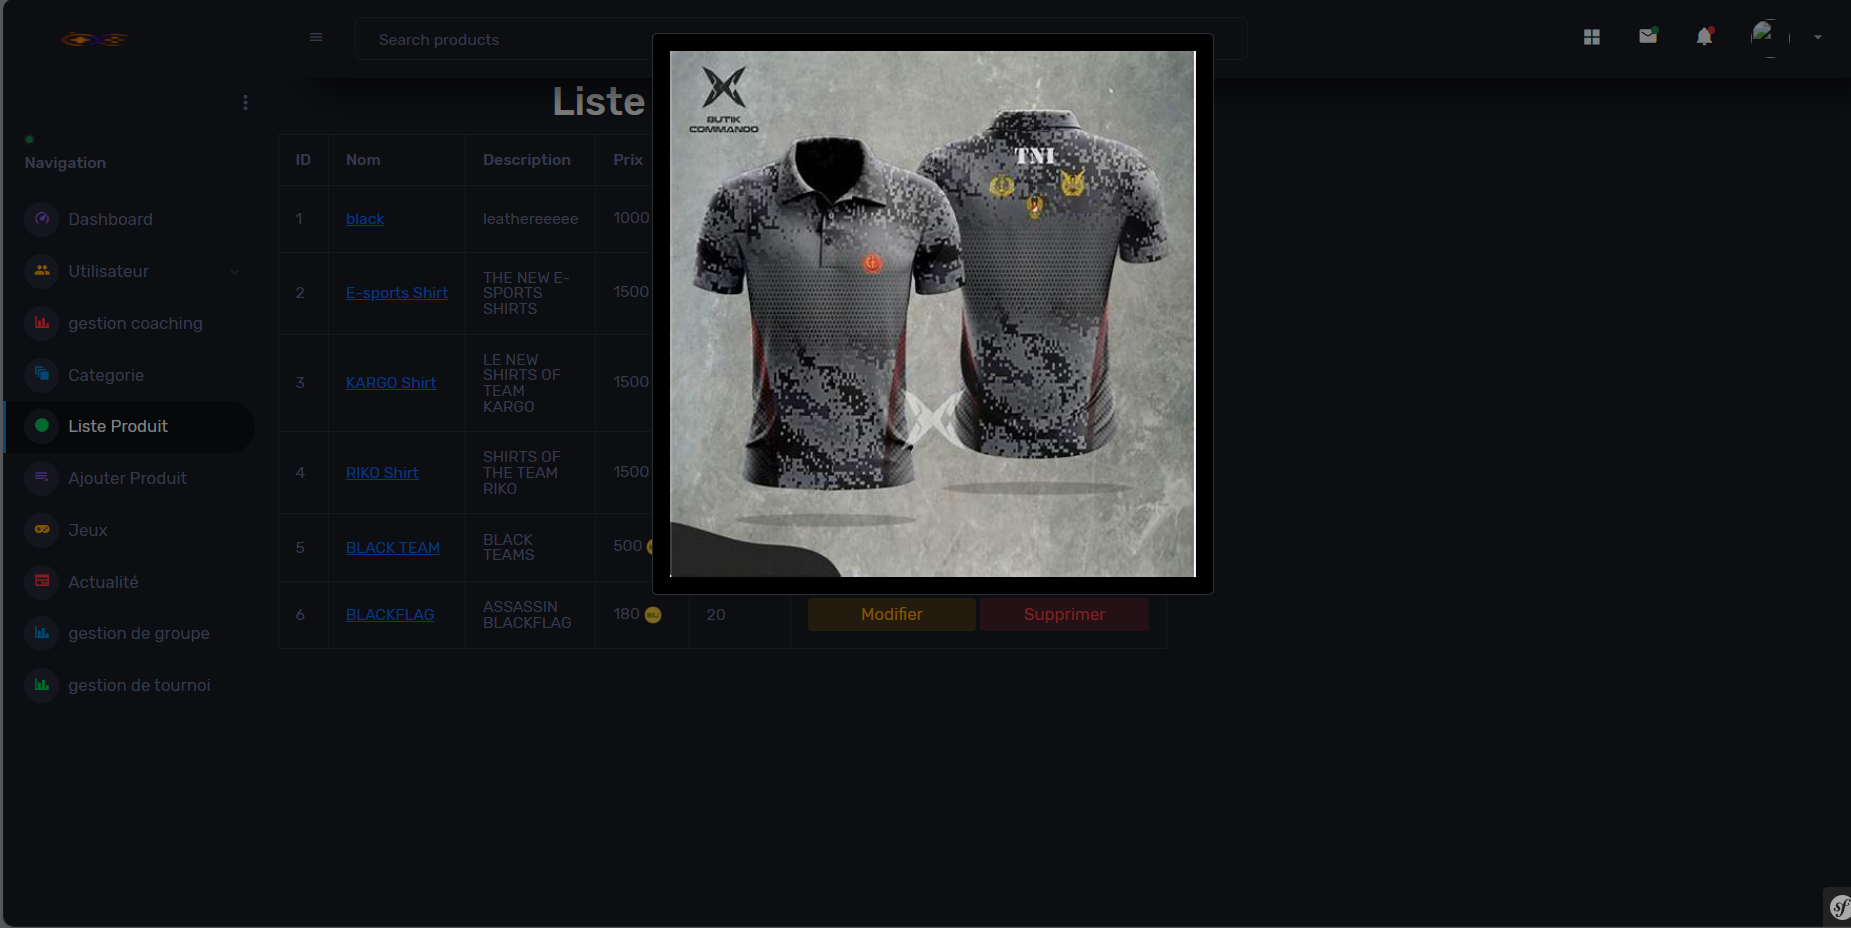 Search products
Navigation
Dashboard
Utilisateur
gestion coaching
Categorie
Liste Produit
Ajouter Produit
Jeux
Actualité
gestion de groupe
gestion de tournoi
Liste
ID Nom Description Prix
1 black leathereeeee 1000
2 E-sports Shirt THE NEW E-
SPORTS
SHIRTS 1500
3 KARGO Shirt LE NEW
SHIRTS OF
TEAM
KARGO 1500
4 RIKO Shirt SHIRTS OF
THE TEAM
RIKO 1500
5 BLACK TEAM BLACK
TEAMS 500
6 BLACKFLAG ASSASSIN
BLACKFLAG 180 20 Modifier Supprimer
BUTIK
COMMANDO
TNI
sf